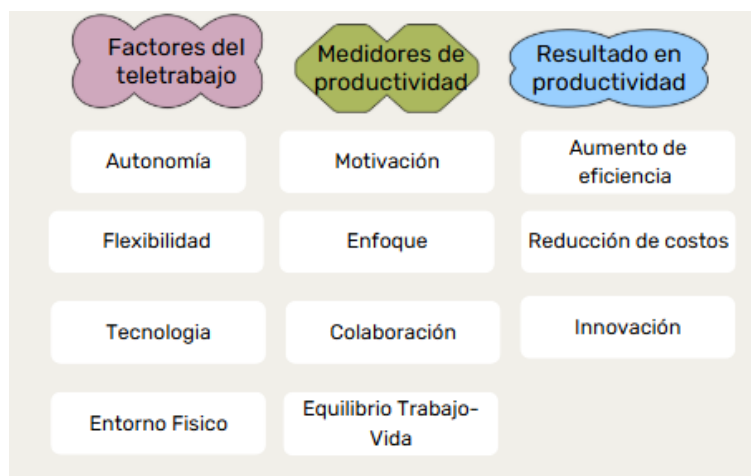 Factores del
teletrabajo
Medidores de
productividad
Resultado en
productividad
Autonomía
Motivación
Aumento de
eficiencia
Flexibilidad
Enfoque
Reducción de costos
Tecnologia
Colaboración
Innovación
Entorno Fisico
Equilibrio Trabajo-
Vida